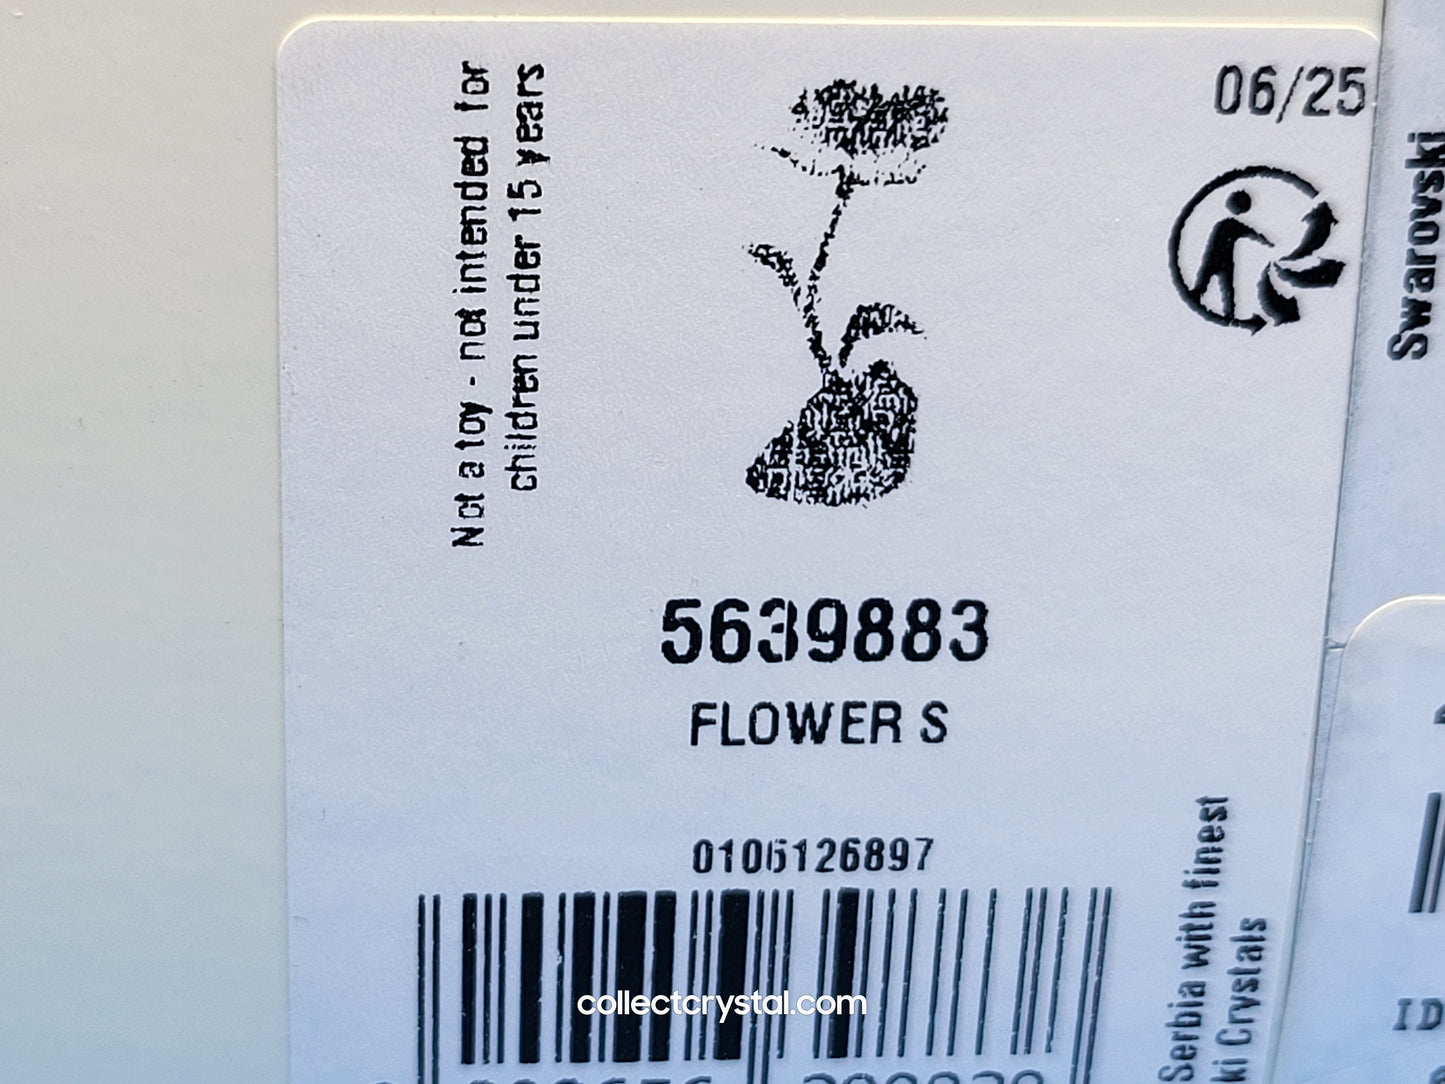 Not a toy - not intended for
children under 15 years
06/25
Swarovski
5639883
FLOWER S
0106126897
Serbia with finest
ki Crystals
collectcrystal.com
ID